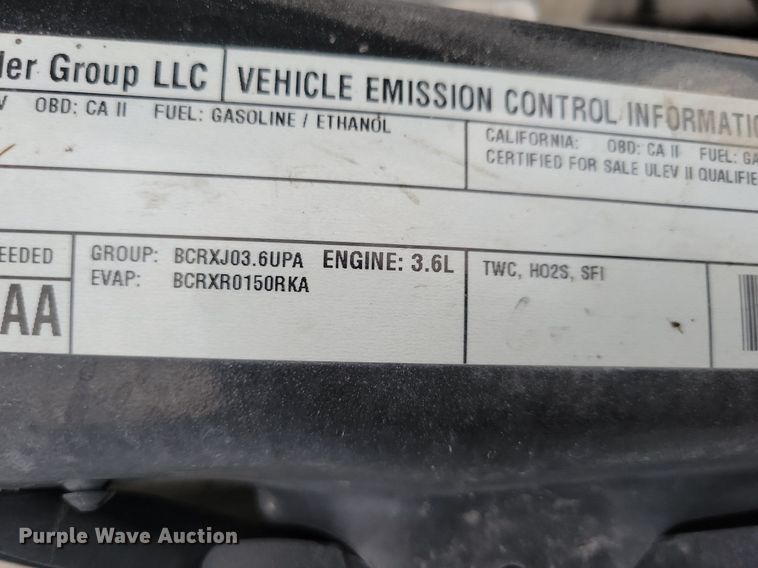 ler Group LLC
VEHICLE EMISSION CONTROL INFORMATIO
V OBD: CA II FUEL: GASOLINE / ETHANOL
CALIFORNIA: OBD: CA II FUEL: GA
CERTIFIED FOR SALE ULEV II QUALIFIE
EEDED
AA
GROUP: BCRXJ03.6UPA ENGINE: 3.6L
EVAP: BCRXR0150RKA
TWC, HO2S, SFI
Purple Wave Auction